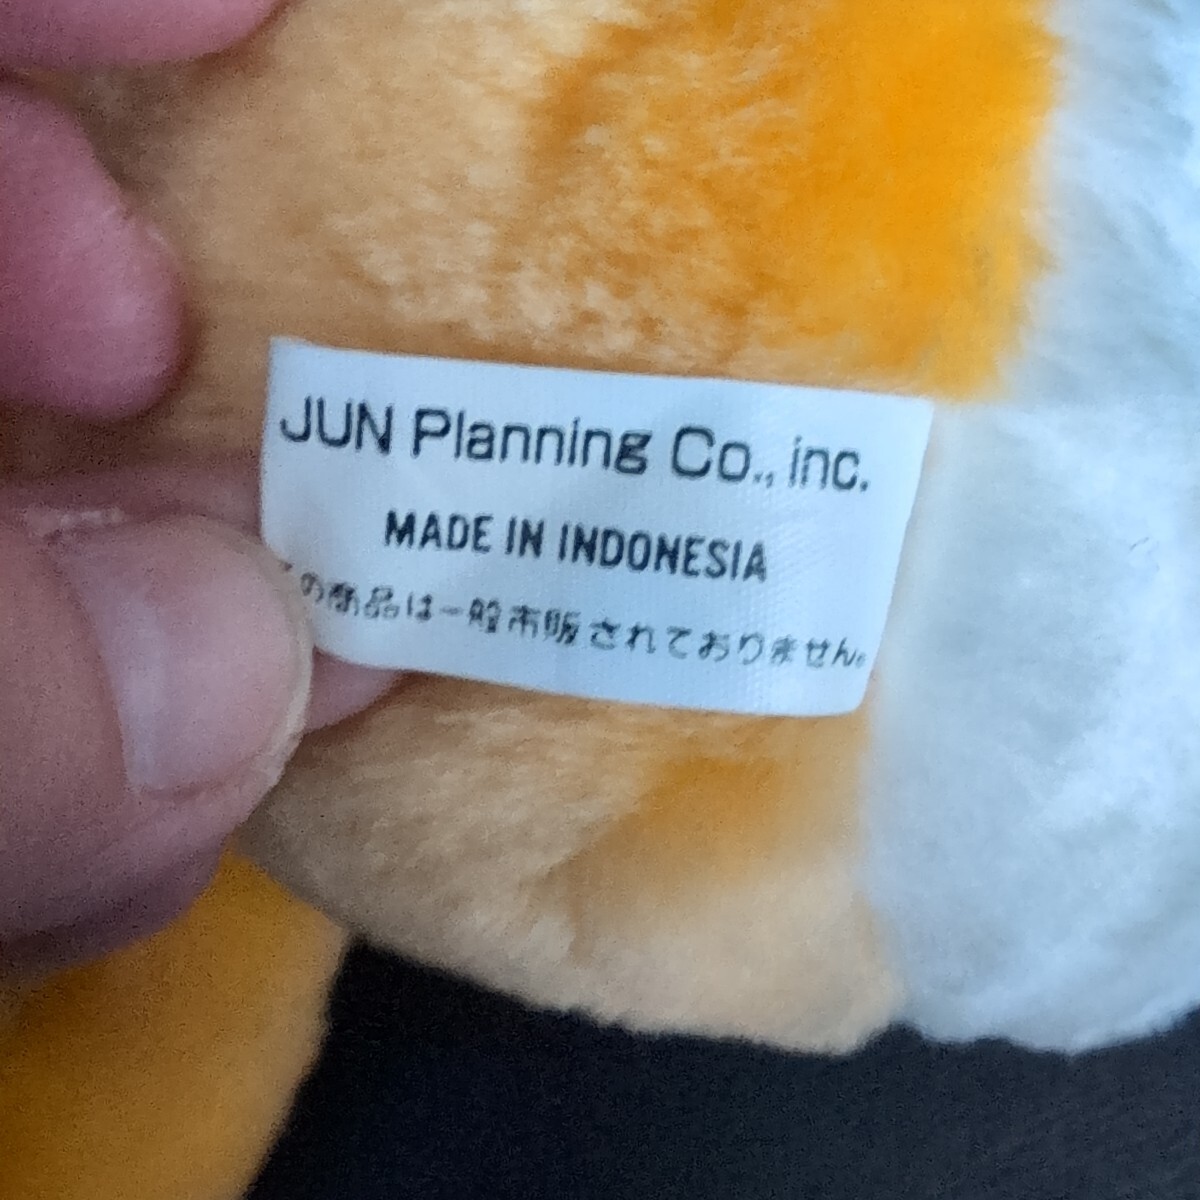 JUN Planning Co., inc.
MADE IN INDONESIA
の商品は一般市販されておりません。